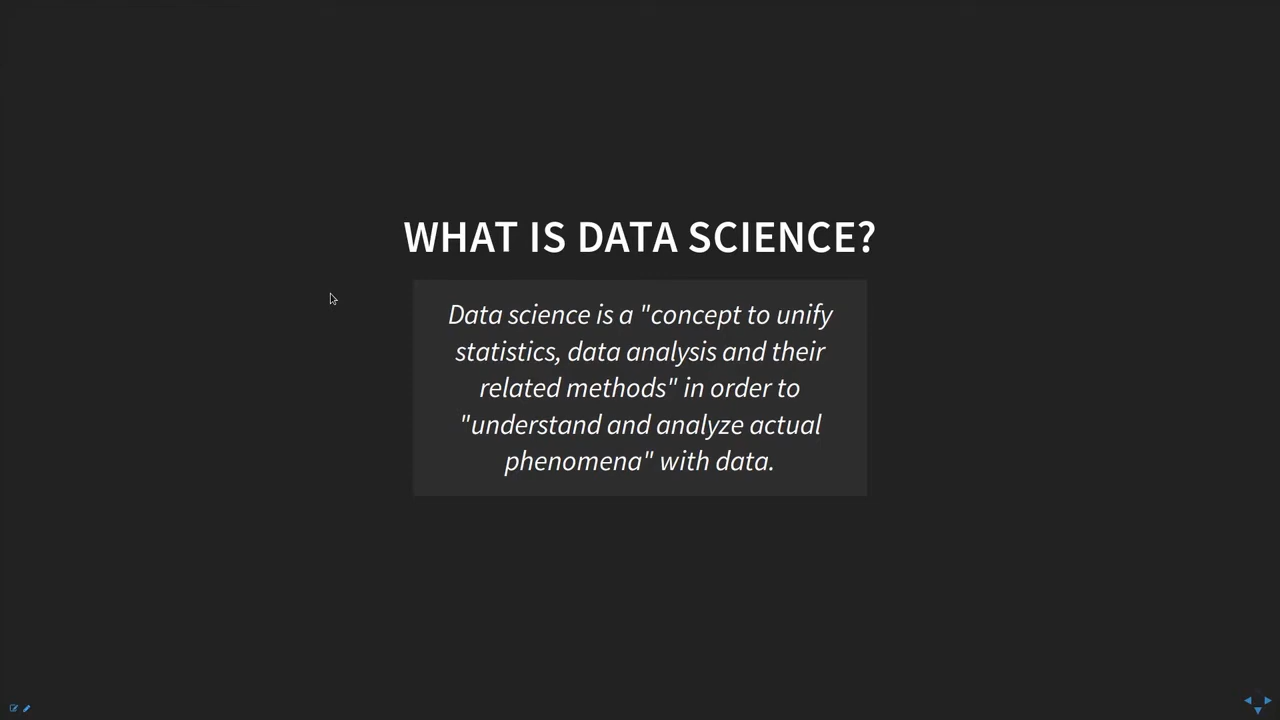 WHAT IS DATA SCIENCE?
Data science is a "concept to unify
statistics, data analysis and their
related methods" in order to
"understand and analyze actual
phenomena" with data.